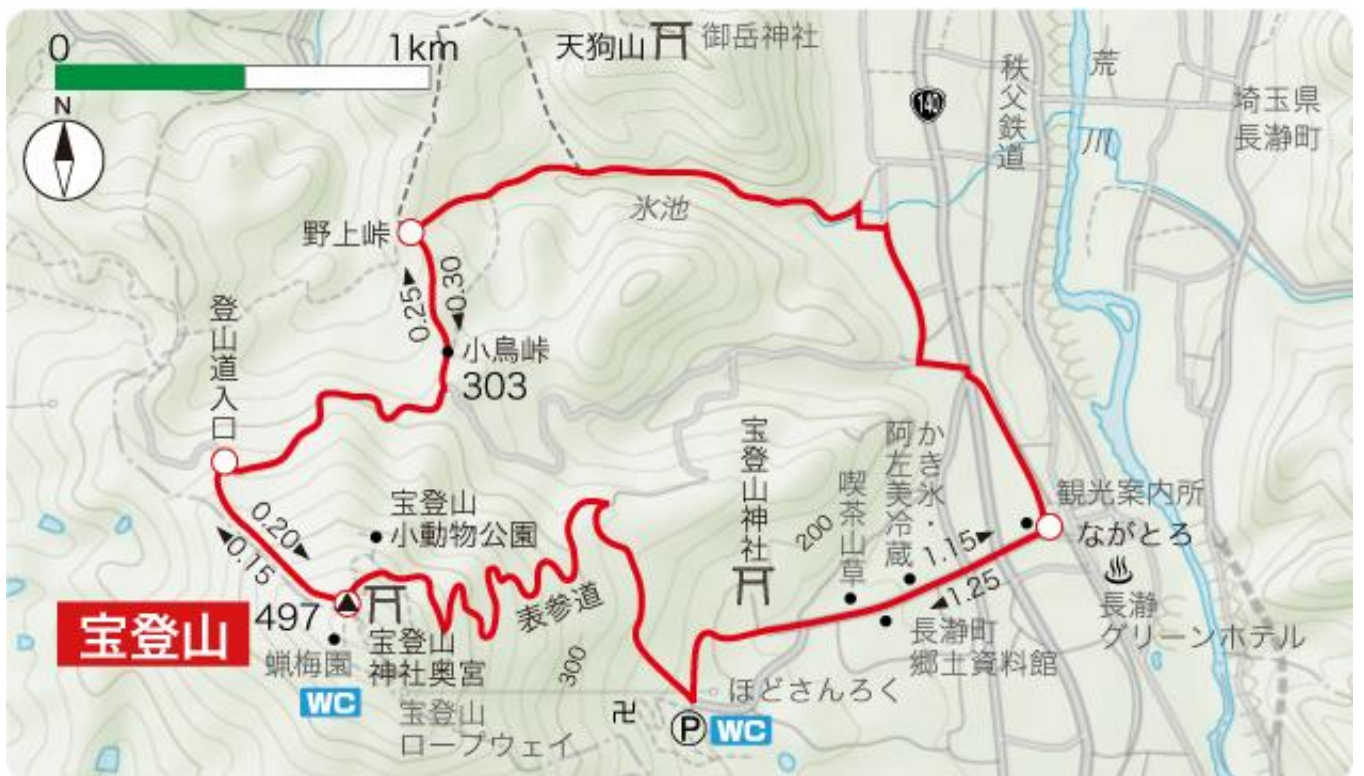 0
1km
N
天狗山
御岳神社
140
秩父鉄道
荒川
埼玉県
長瀞町
氷池
野上峠
0.25
0.30
小鳥峠
303
登山道入口
0.20
0.15
宝登山
小動物公園
497
宝登山
蝋梅園
WC
宝登山
神社奥宮
宝登山
ロープウェイ
表参道
300
卍
P
WC
ほどさんろく
宝登山神社
200
喫茶山草
かき氷・
阿左美冷蔵
1.15
1.25
長瀞町
郷土資料館
観光案内所
ながとろ
長瀞
グリーンホテル